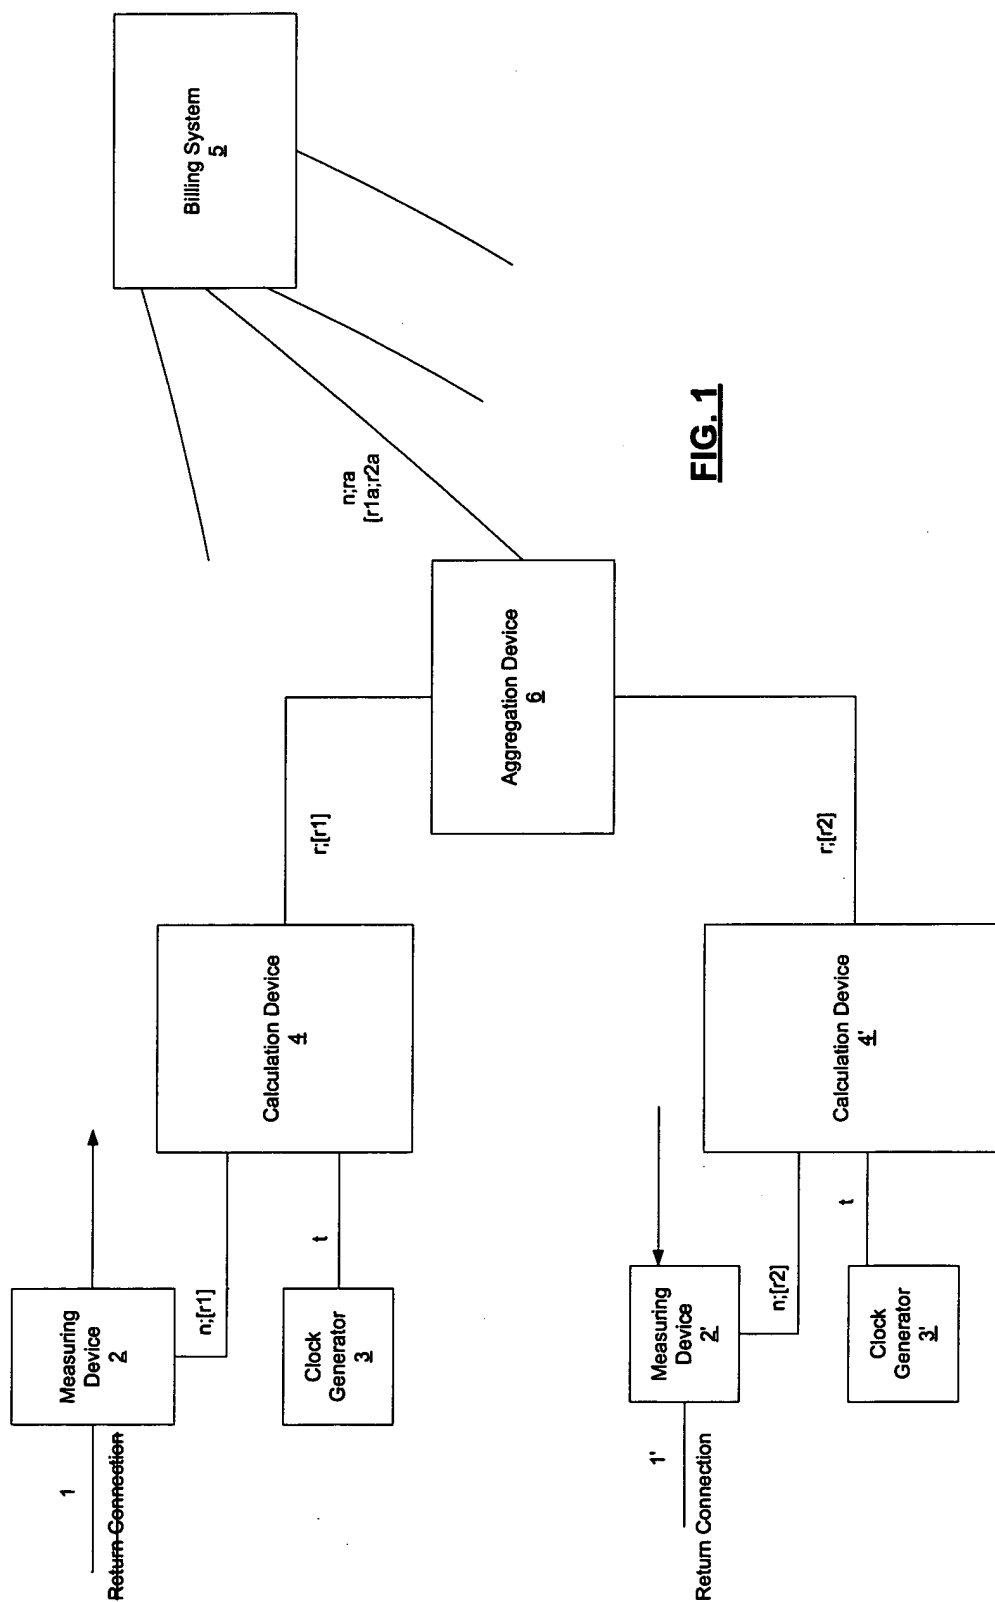 1
Return Connection
Measuring
Device
2
n;[r1]
Clock
Generator
3
t
Calculation Device
4
r;[r1]
Billing System
5
n;ra
[r1a;r2a
Aggregation Device
6
1'
Return Connection
Measuring
Device
2'
n;[r2]
Clock
Generator
3'
t
Calculation Device
4'
r;[r2]
FIG. 1